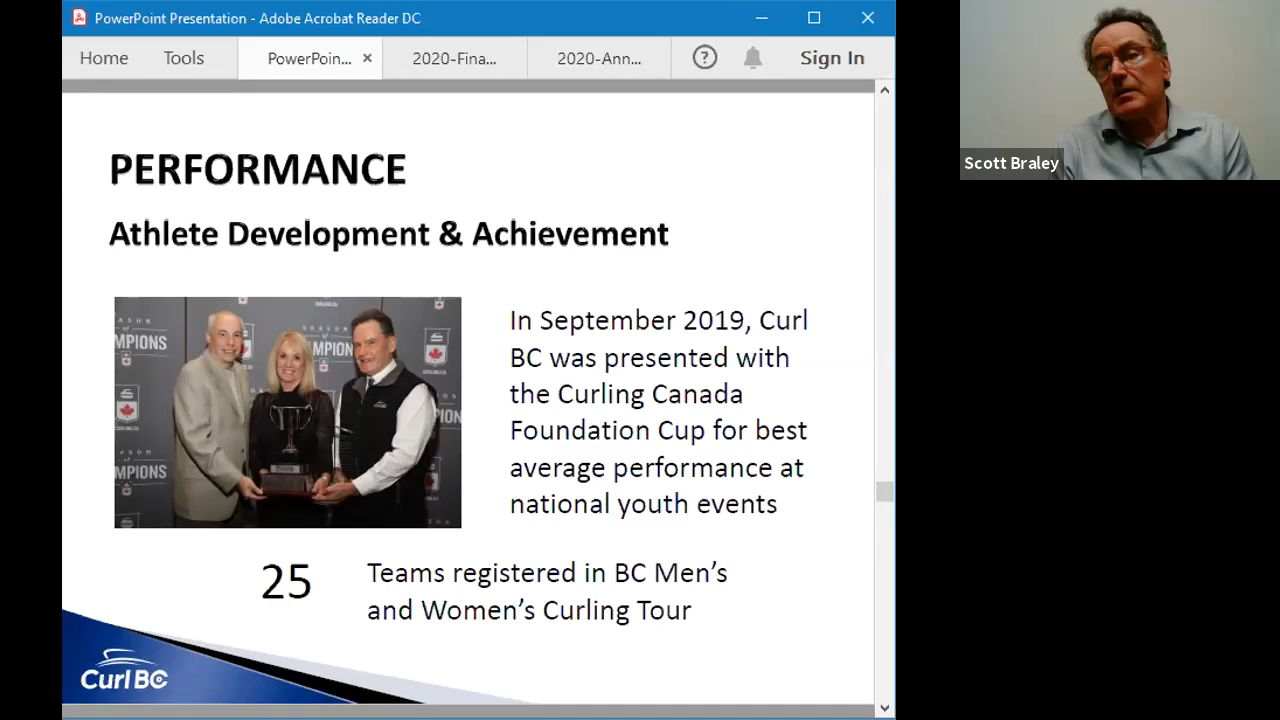 PowerPoint Presentation - Adobe Acrobat Reader DC
Home Tools PowerPoin... × 2020-Fina... 2020-Ann... ? Sign In
PERFORMANCE
Athlete Development & Achievement
In September 2019, Curl
BC was presented with
the Curling Canada
Foundation Cup for best
average performance at
national youth events
25
Teams registered in BC Men's
and Women's Curling Tour
Curl BC
Scott Braley